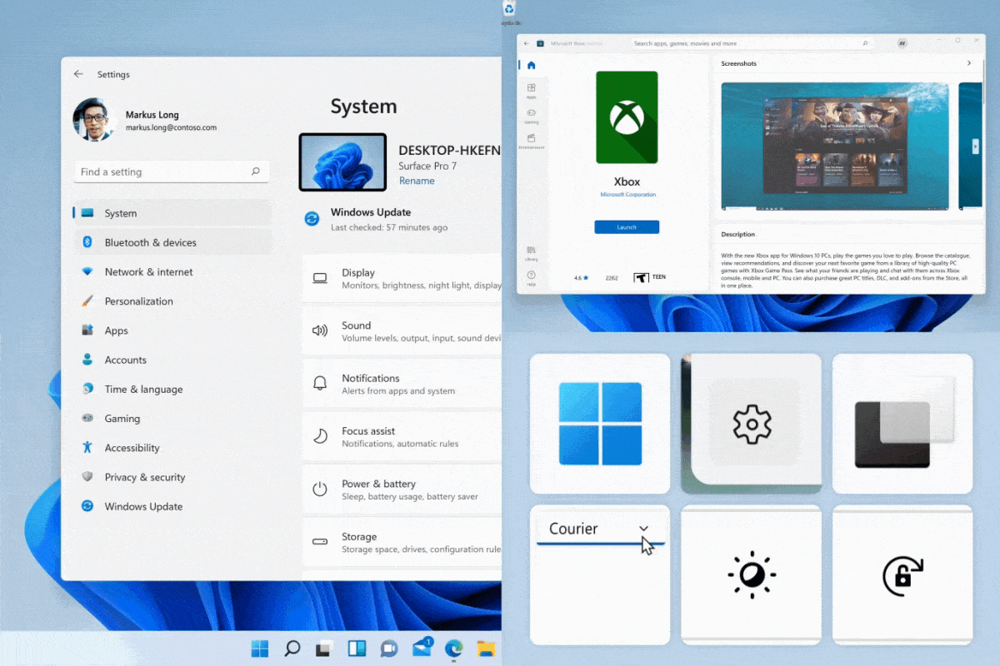 Settings
Markus Long
markus.long@contoso.com
Find a setting
System
Bluetooth & devices
Network & internet
Personalization
Apps
Accounts
Time & language
Gaming
Accessibility
Privacy & security
Windows Update
System
DESKTOP-HKEFN
Surface Pro 7
Rename
Windows Update
Last checked: 57 minutes ago
Display
Monitors, brightness, night light, display
Sound
Volume levels, output, input, sound devi
Notifications
Alerts from apps and system
Focus assist
Notifications, automatic rules
Power & battery
Sleep, battery usage, battery saver
Storage
Storage space, drives, configuration rule
1
Microsoft Store
Search apps, games, movies and more
Apps
Gaming
Entertainment
Library
Help
Xbox
Microsoft Corporation
Launch
4.6
2262
T
TEEN
Screenshots
Description
With the new Xbox app for Windows 10 PCs, play the games you love to play. Browse the catalogue,
view recommendations, and discover your next favorite game from a library of high-quality PC
games with Xbox Game Pass. See what your friends are playing and chat with them across Xbox
console, mobile and PC. You can also purchase great PC titles, DLC, and add-ons from the Store, all
in one place.
Courier